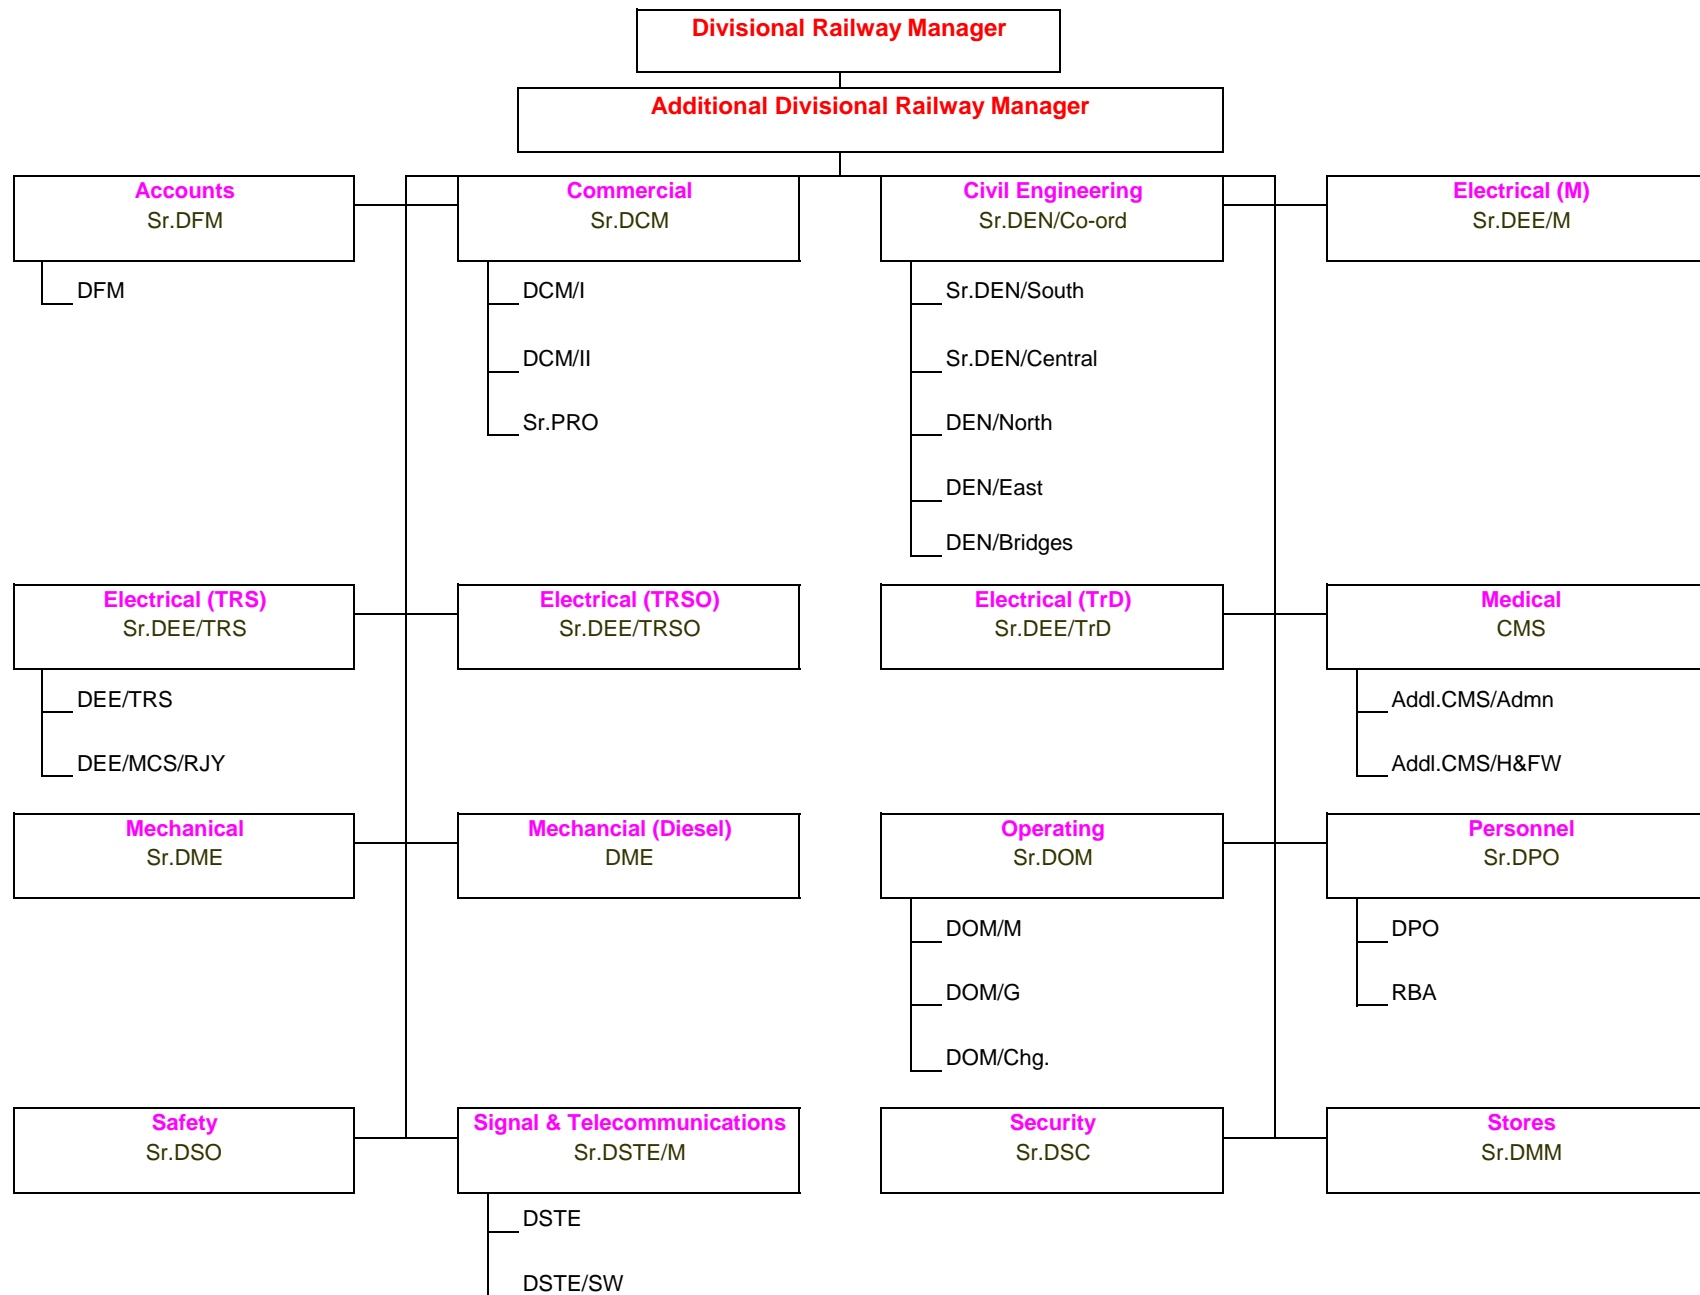 Divisional Railway Manager
Additional Divisional Railway Manager
Accounts
Sr.DFM
DFM
Commercial
Sr.DCM
DCM/I
DCM/II
Sr.PRO
Civil Engineering
Sr.DEN/Co-ord
Sr.DEN/South
Sr.DEN/Central
DEN/North
DEN/East
DEN/Bridges
Electrical (M)
Sr.DEE/M
Electrical (TRS)
Sr.DEE/TRS
DEE/TRS
DEE/MCS/RJY
Electrical (TRSO)
Sr.DEE/TRSO
Electrical (TrD)
Sr.DEE/TrD
Medical
CMS
Addl.CMS/Admn
Addl.CMS/H&FW
Mechanical
Sr.DME
Mechancial (Diesel)
DME
Operating
Sr.DOM
DOM/M
DOM/G
DOM/Chg.
Personnel
Sr.DPO
DPO
RBA
Safety
Sr.DSO
Signal & Telecommunications
Sr.DSTE/M
DSTE
DSTE/SW
Security
Sr.DSC
Stores
Sr.DMM